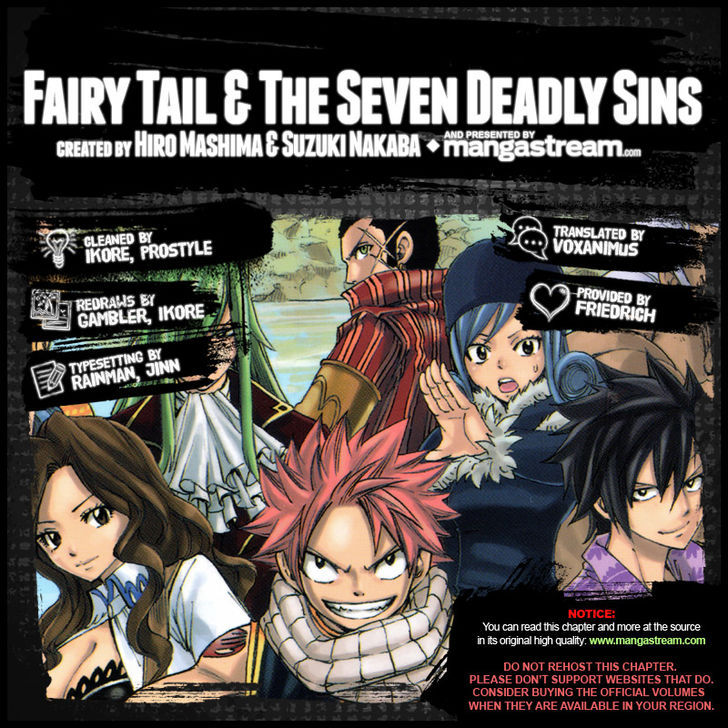 FAIRY TAIL & THE SEVEN DEADLY SINS
CREATED BY HIRO MASHIMA & SUZUKI NAKABA ◆ AND PRESENTED BY mangastream.com
CLEANED BY
IKORE, PROSTYLE
REDRAWS BY
GAMBLER, IKORE
TYPESETTING BY
RAINMAN, JINN
TRANSLATED BY
VOXANIMUS
PROVIDED BY
FRIEDRICH
NOTICE:
You can read this chapter and more at the source
in its original high quality: www.mangastream.com
DO NOT REHOST THIS CHAPTER.
PLEASE DON'T SUPPORT WEBSITES THAT DO.
CONSIDER BUYING THE OFFICIAL VOLUMES
WHEN THEY ARE AVAILABLE IN YOUR REGION.